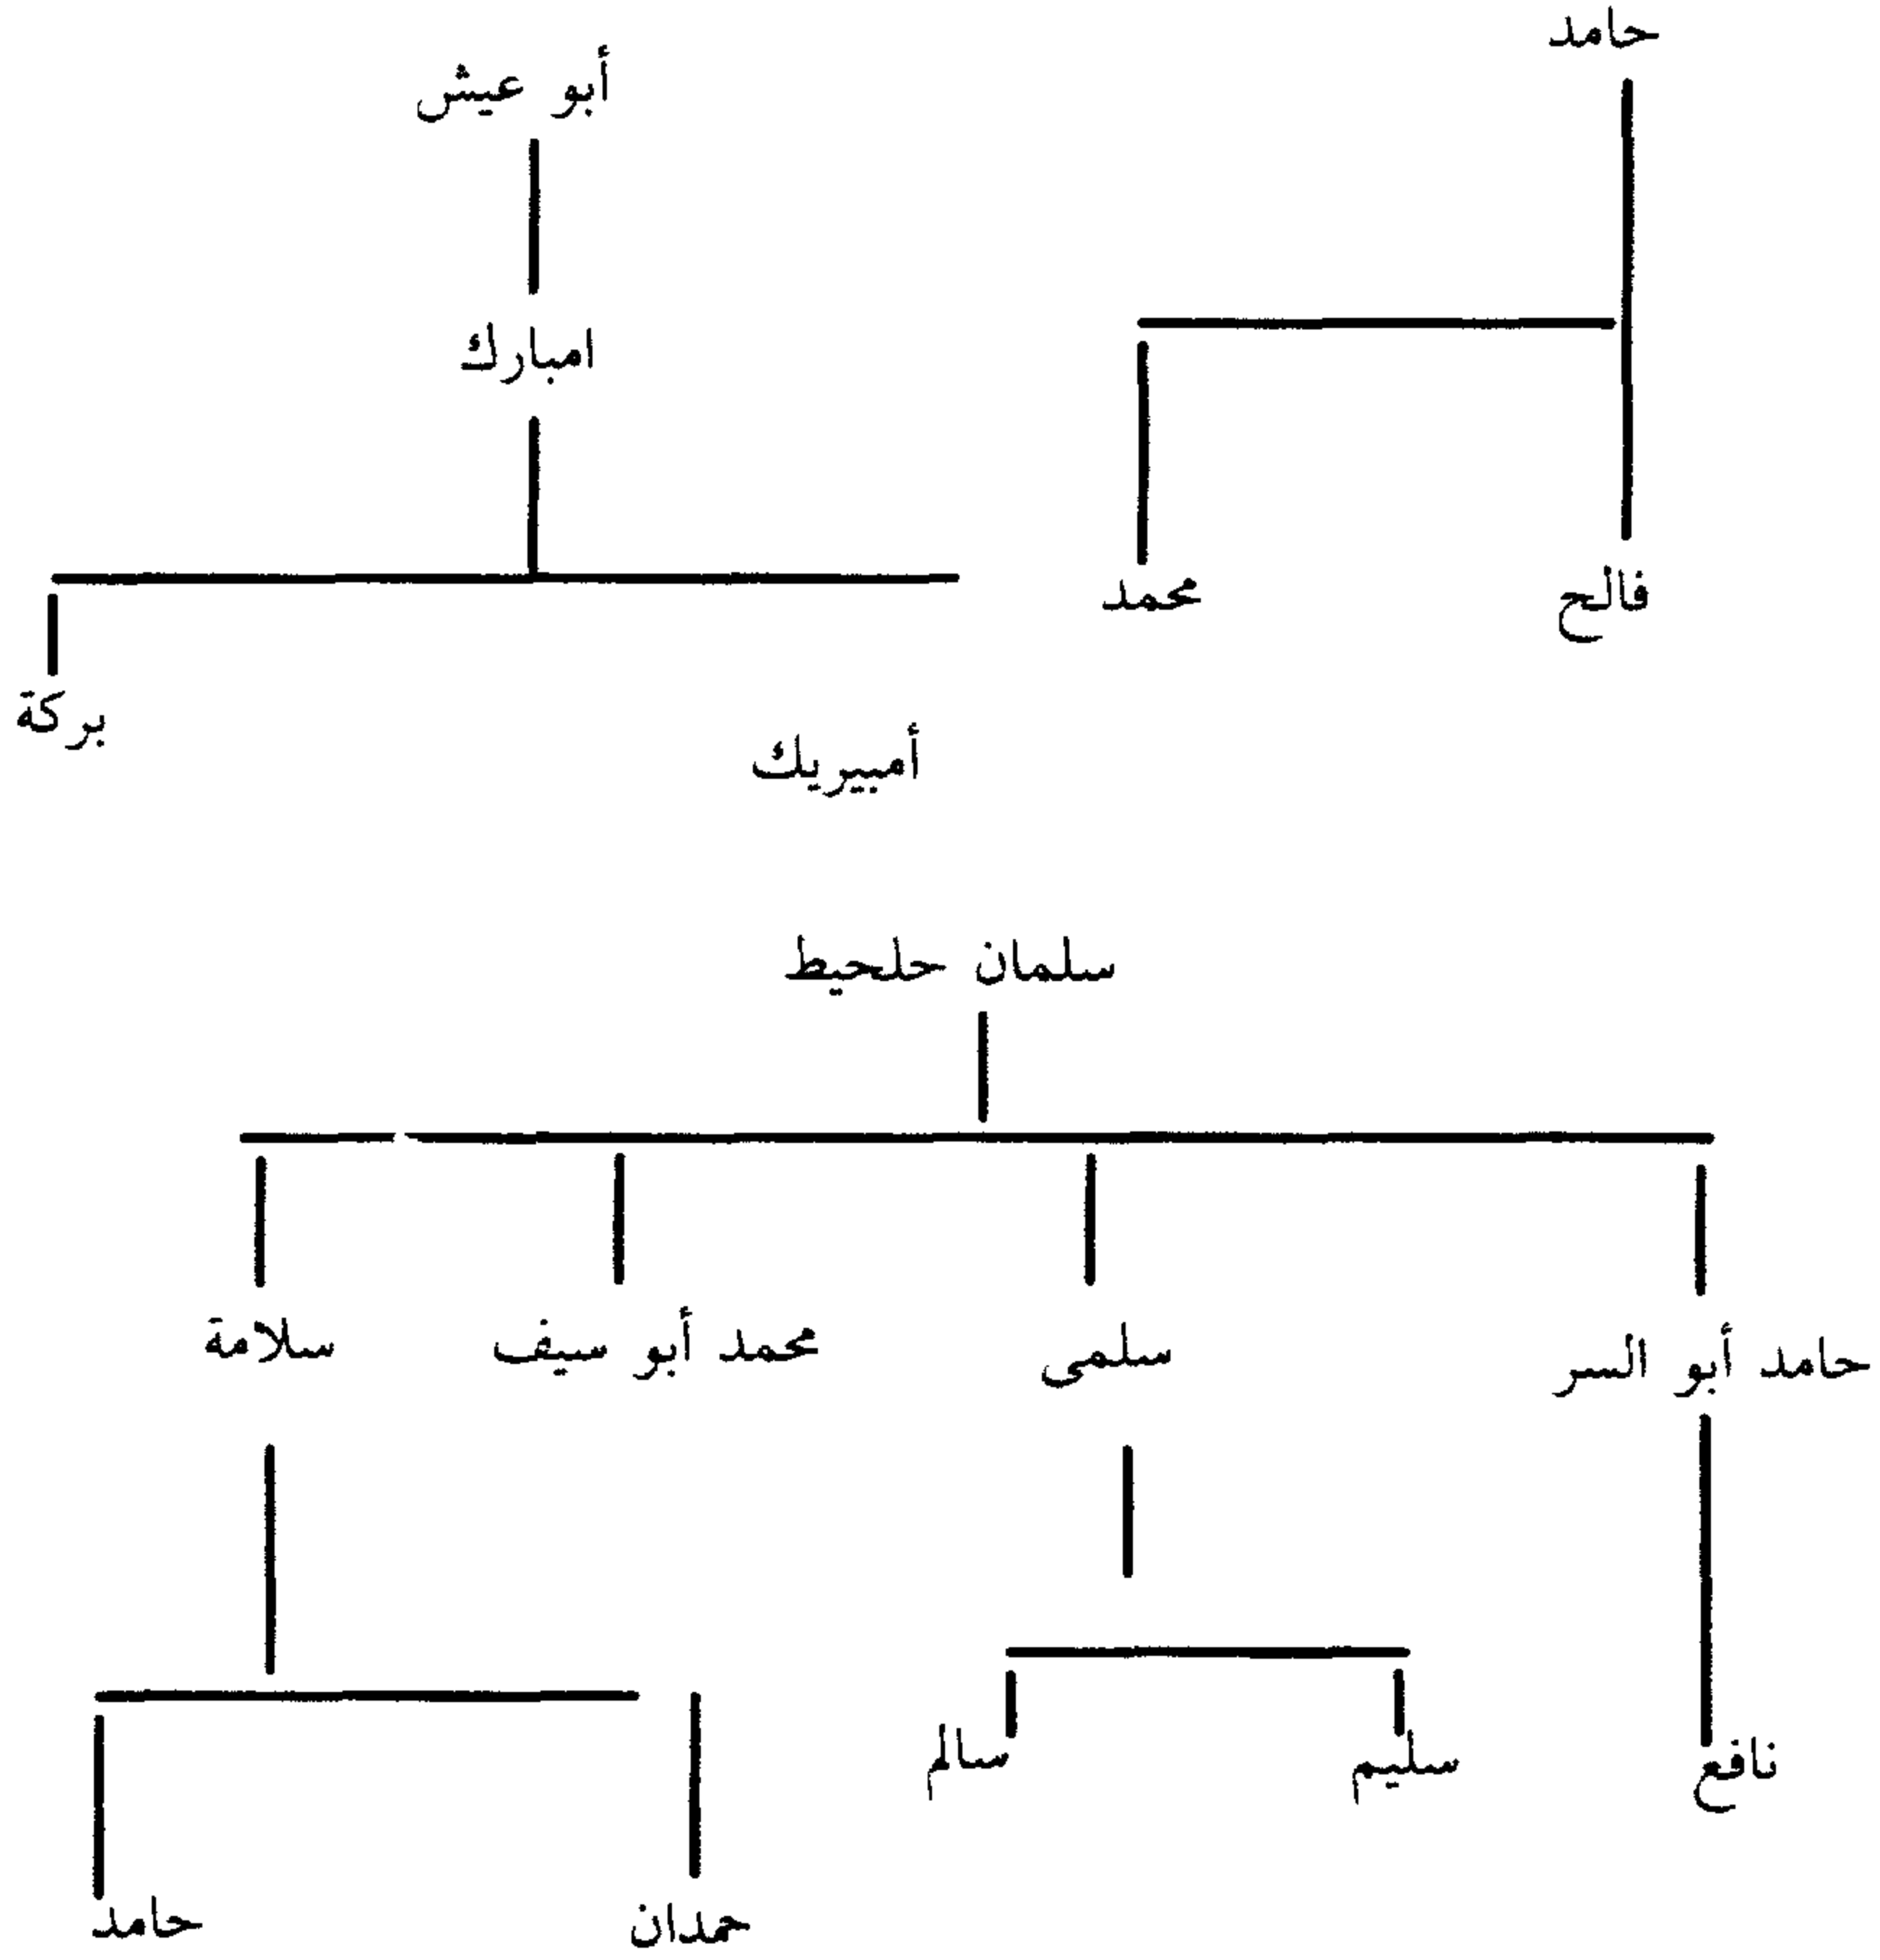 حامد
أبو عيش
امبارك
فالح
محمد
بركة
أمبيريك
سلمان حلحيط
حامد أبو السر
سلمى
محمد أبو سيف
سلامة
نافع
سليم
سالم
حمدان
حامد